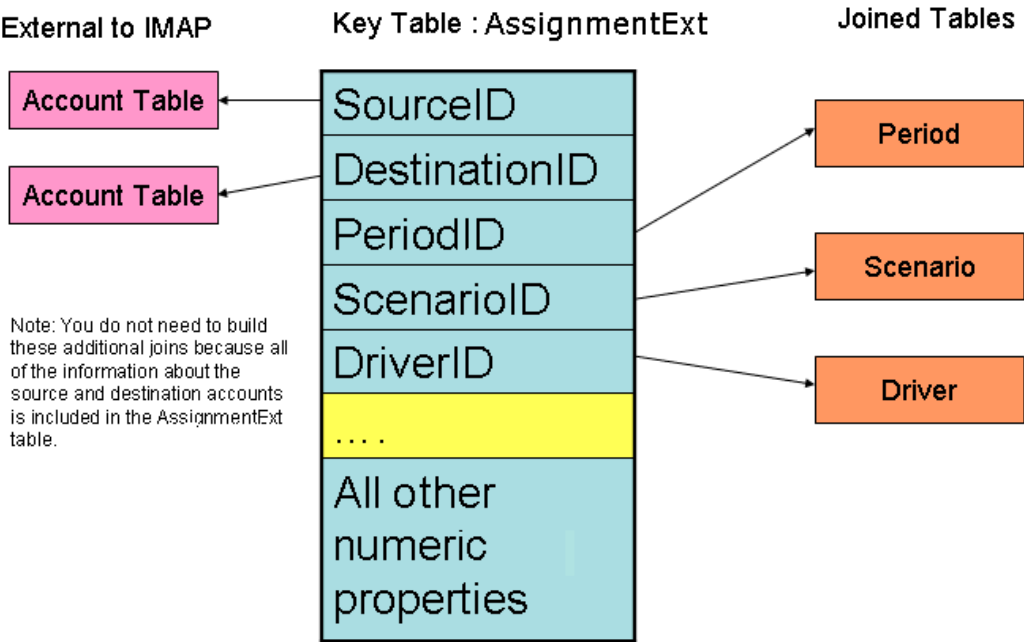 External to IMAP
Key Table : AssignmentExt
Joined Tables
Account Table
Account Table
Note: You do not need to build
these additional joins because all
of the information about the
source and destination accounts
is included in the AssignmentExt
table.
SourceID
DestinationID
PeriodID
ScenarioID
DriverID
....
All other
numeric
properties
Period
Scenario
Driver